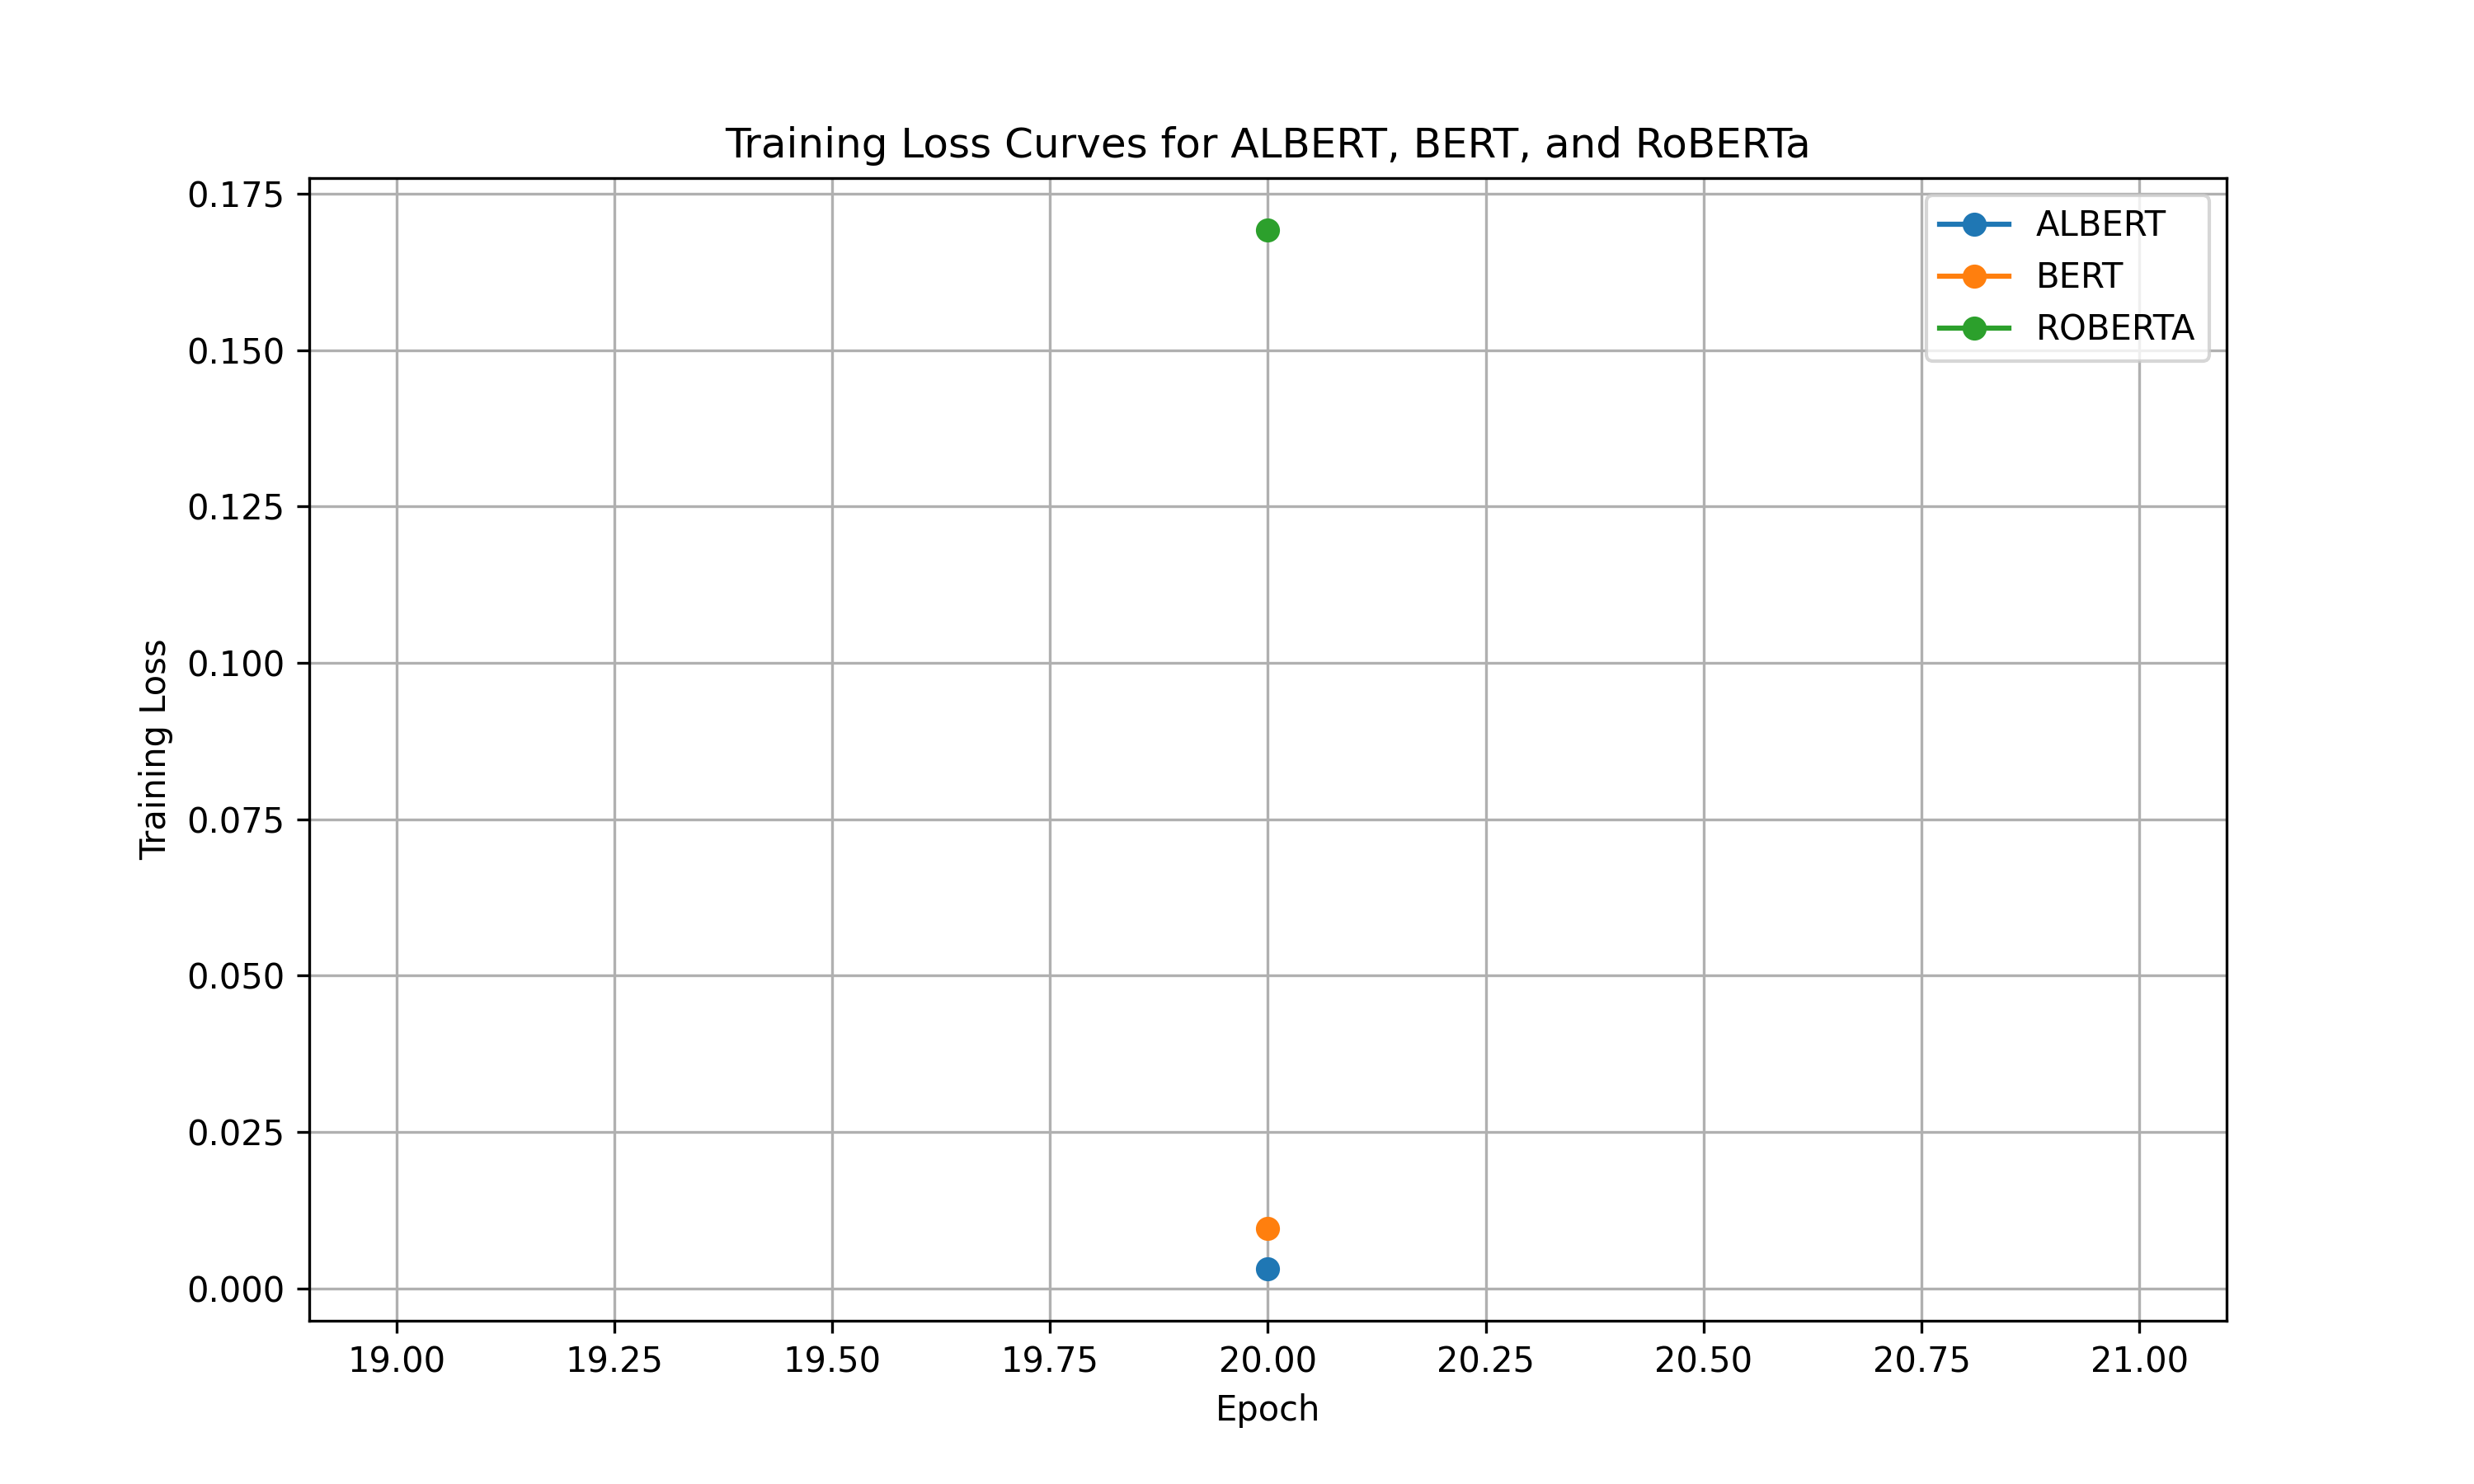 Training Loss Curves for ALBERT, BERT, and RoBERTa
0.175
0.150
0.125
0.100
0.075
0.050
0.025
0.000
Training Loss
ALBERT
BERT
ROBERTA
19.00 19.25 19.50 19.75 20.00 20.25 20.50 20.75 21.00
Epoch